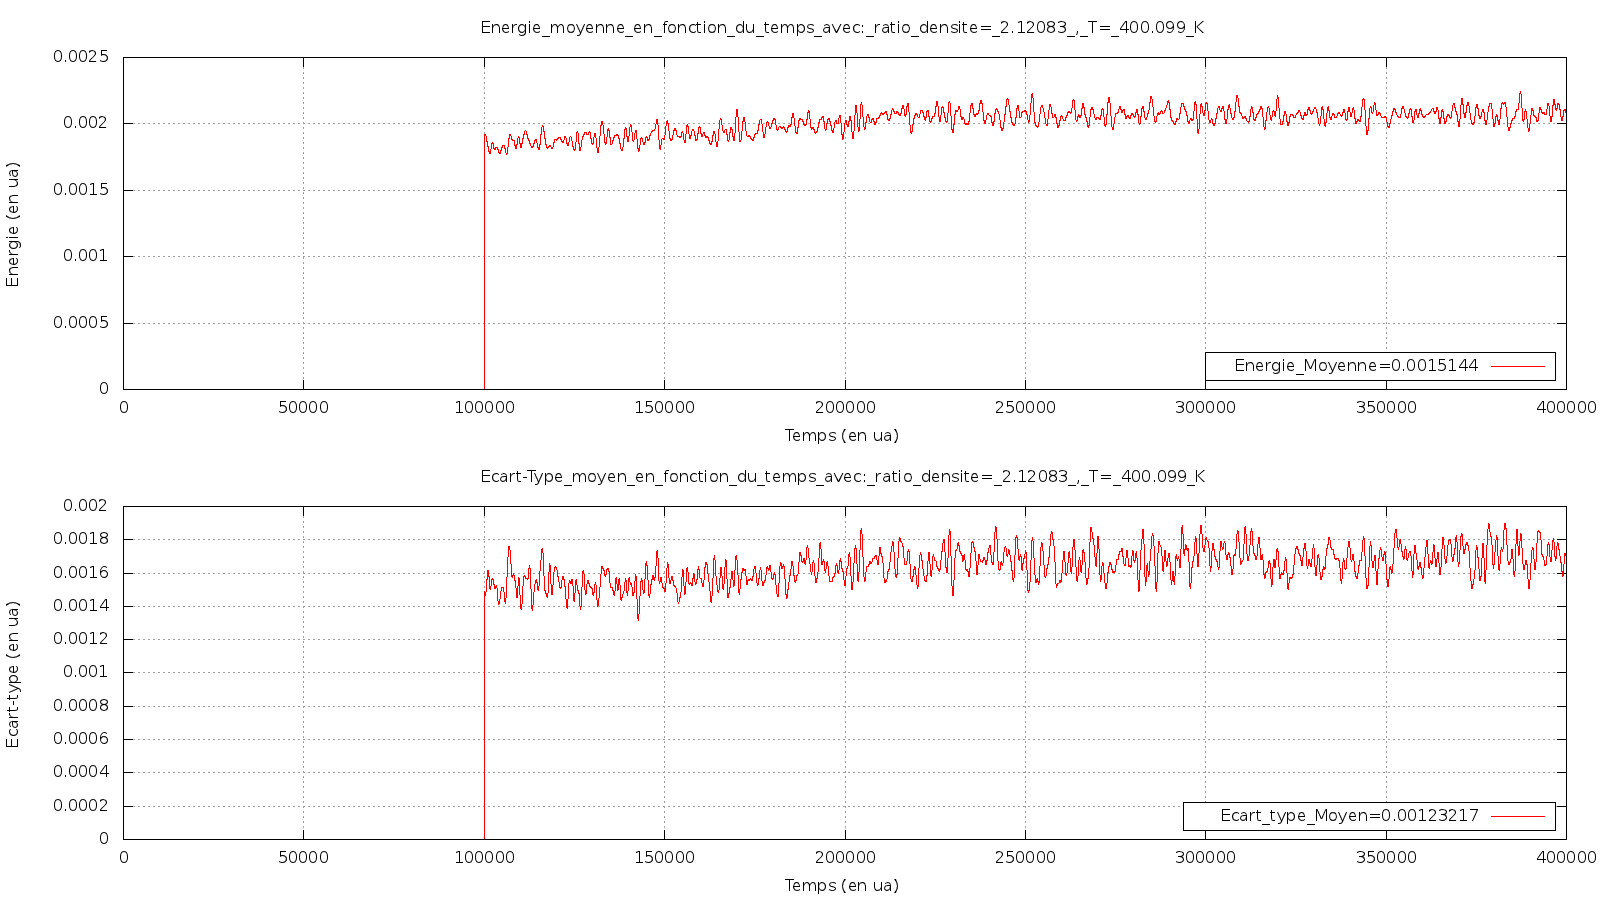 Energie_moyenne_en_fonction_du_temps_avec:_ratio_densite=_2.12083_,_T=_400.099_K
0.0025
0.002
0.0015
0.001
0.0005
0
Energie (en ua)
Energie_Moyenne=0.0015144
0 50000 100000 150000 200000 250000 300000 350000 400000
Temps (en ua)
Ecart-Type_moyen_en_fonction_du_temps_avec:_ratio_densite=_2.12083_,_T=_400.099_K
0.002
0.0018
0.0016
0.0014
0.0012
0.001
0.0008
0.0006
0.0004
0.0002
0
Ecart-type (en ua)
Ecart_type_Moyen=0.00123217
0 50000 100000 150000 200000 250000 300000 350000 400000
Temps (en ua)